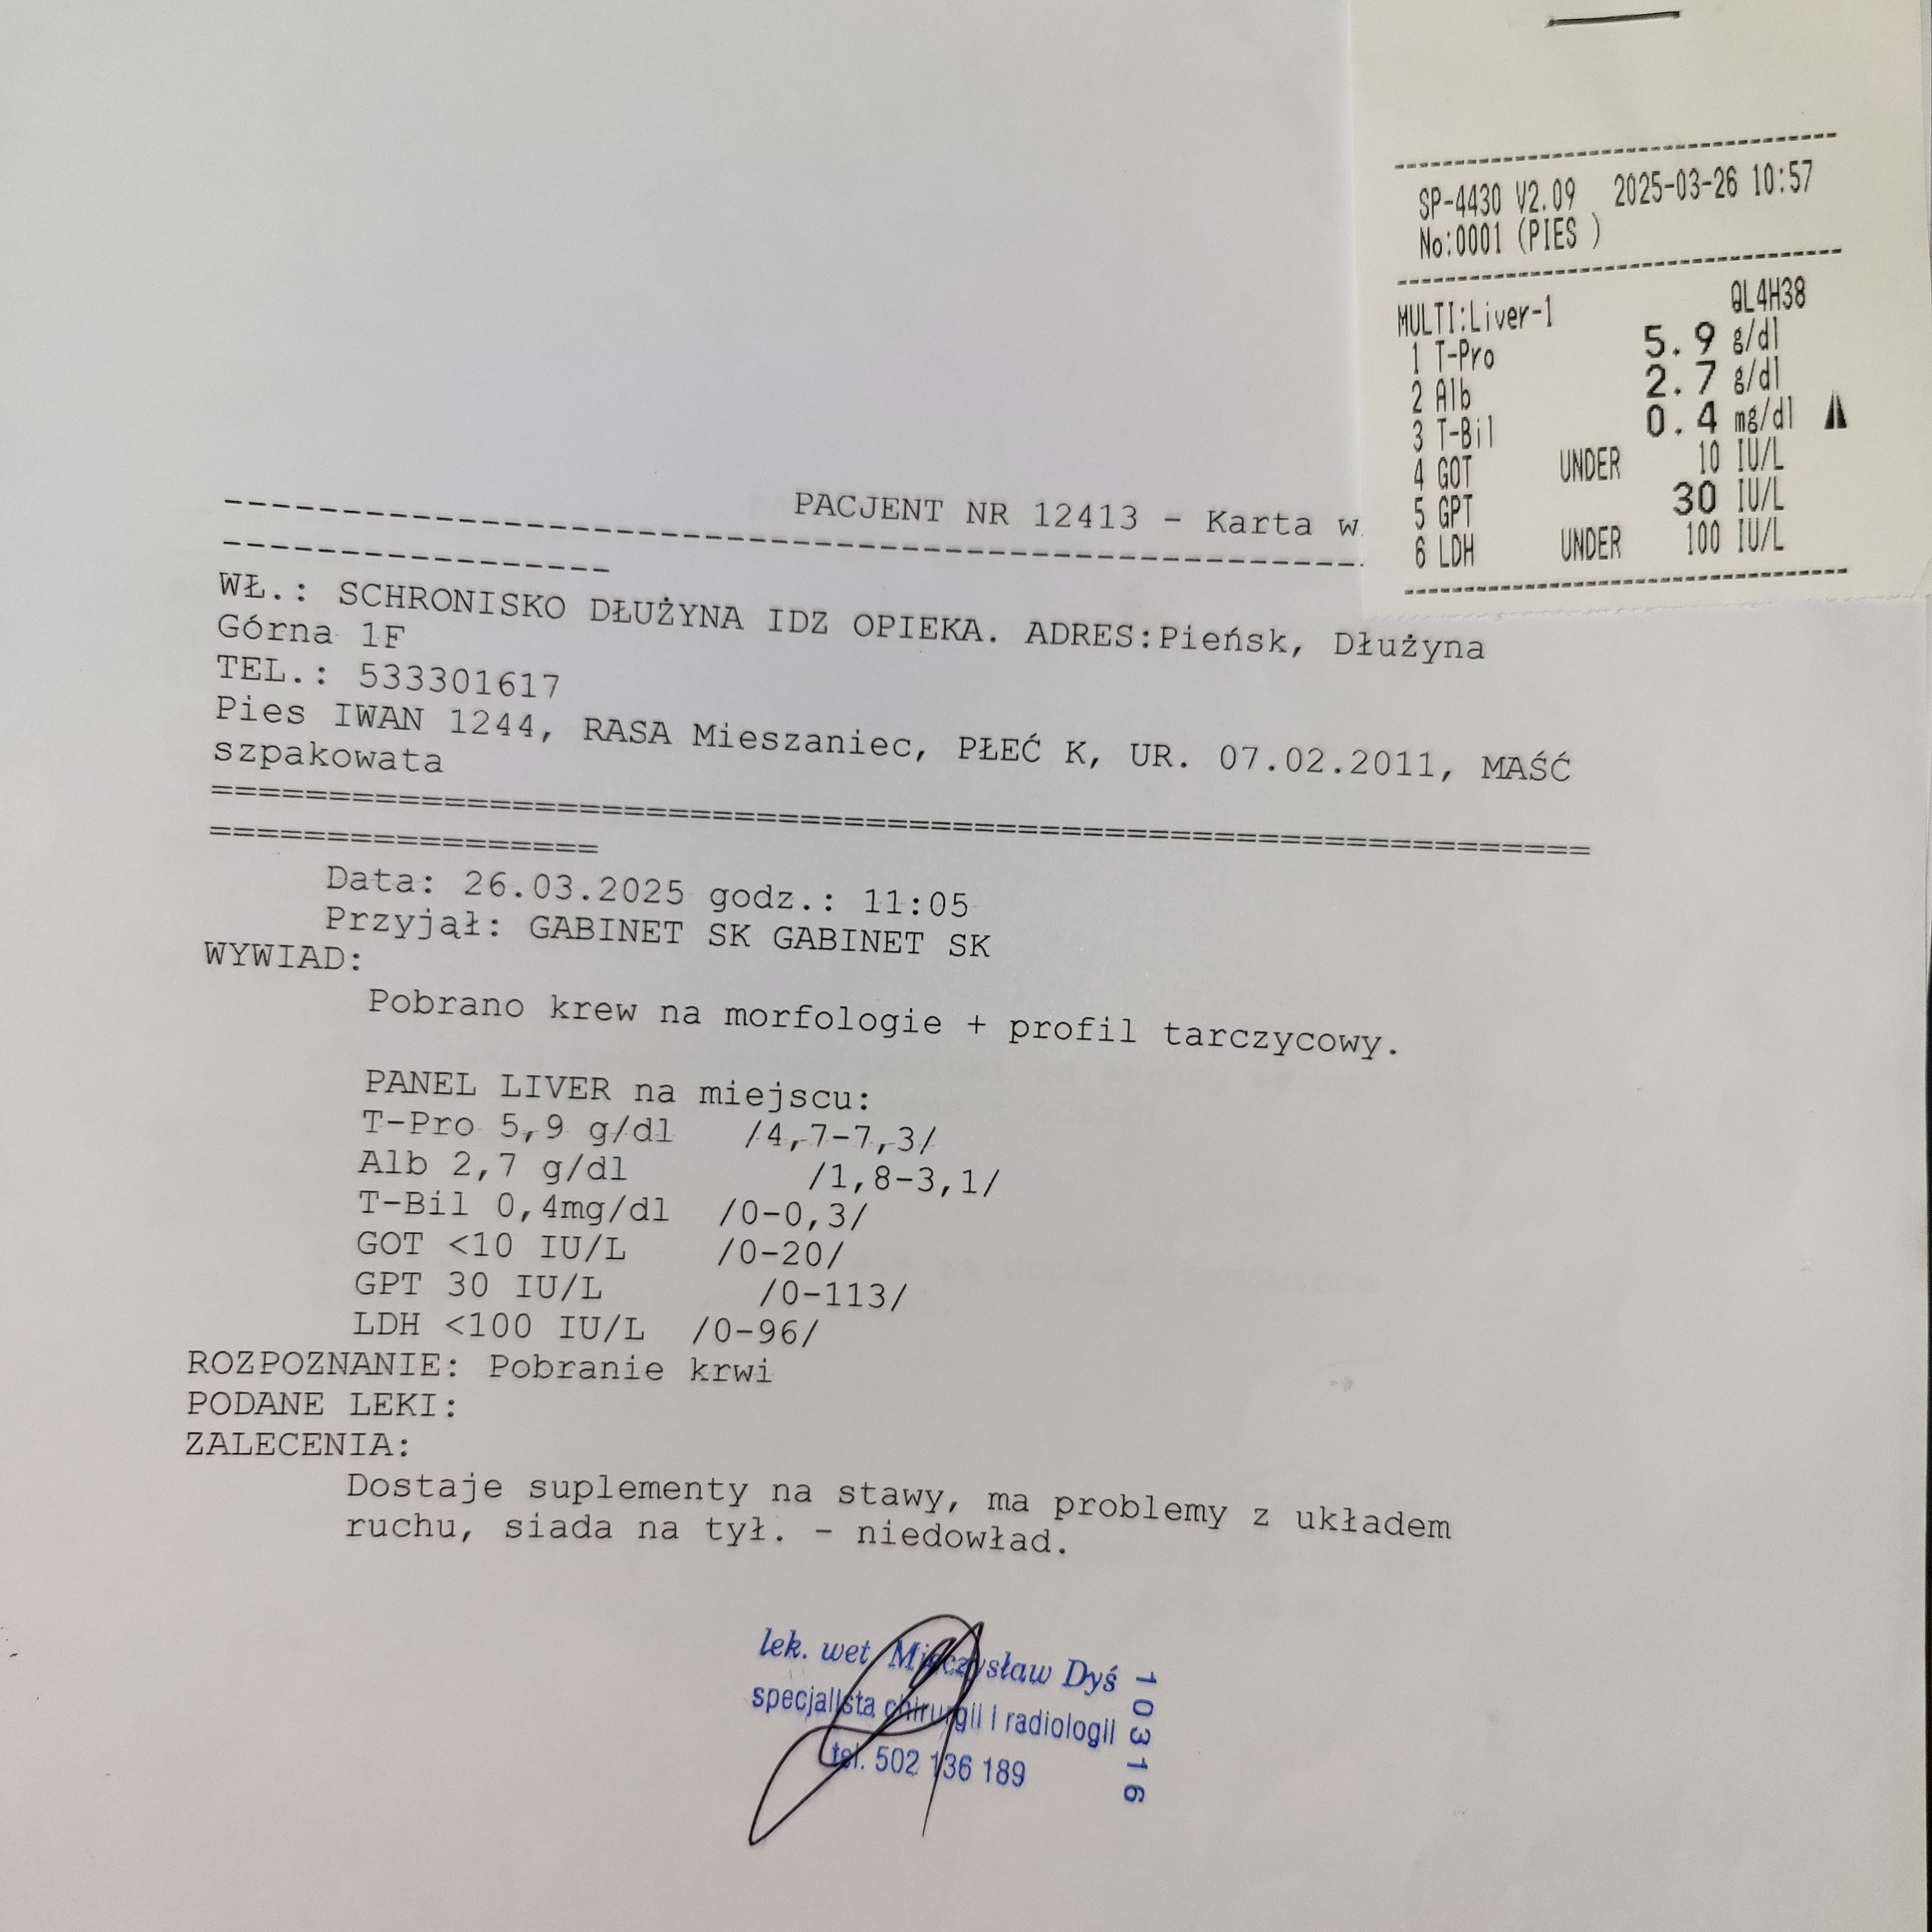 SP-4430 V2.09 2025-03-26 10:57
No:0001 (PIES )
MULTI:Liver-1 QL4H38
1 T-Pro 5.9 g/dl
2 Alb 2.7 g/dl
3 T-Bil 0.4 mg/dl
4 GOT UNDER 10 IU/L
5 GPT 30 IU/L
6 LDH UNDER 100 IU/L
PACJENT NR 12413 - Karta w
WŁ.: SCHRONISKO DŁUŻYNA IDZ OPIEKA. ADRES:Pieńsk, Dłużyna
Górna 1F
TEL.: 533301617
Pies IWAN 1244, RASA Mieszaniec, PŁEĆ K, UR. 07.02.2011, MAŚĆ
szpakowata
Data: 26.03.2025 godz.: 11:05
Przyjął: GABINET SK GABINET SK
WYWIAD:
Pobrano krew na morfologie + profil tarczycowy.
PANEL LIVER na miejscu:
T-Pro 5,9 g/dl /4,7-7,3/
Alb 2,7 g/dl /1,8-3,1/
T-Bil 0,4mg/dl /0-0,3/
GOT <10 IU/L /0-20/
GPT 30 IU/L /0-113/
LDH <100 IU/L /0-96/
ROZPOZNANIE: Pobranie krwi
PODANE LEKI:
ZALECENIA:
Dostaje suplementy na stawy, ma problemy z układem
ruchu, siada na tył. - niedowład.
lek. wet Mieczysław Dyś
specjalista chirurgii i radiologii
tel. 502 136 189
10316